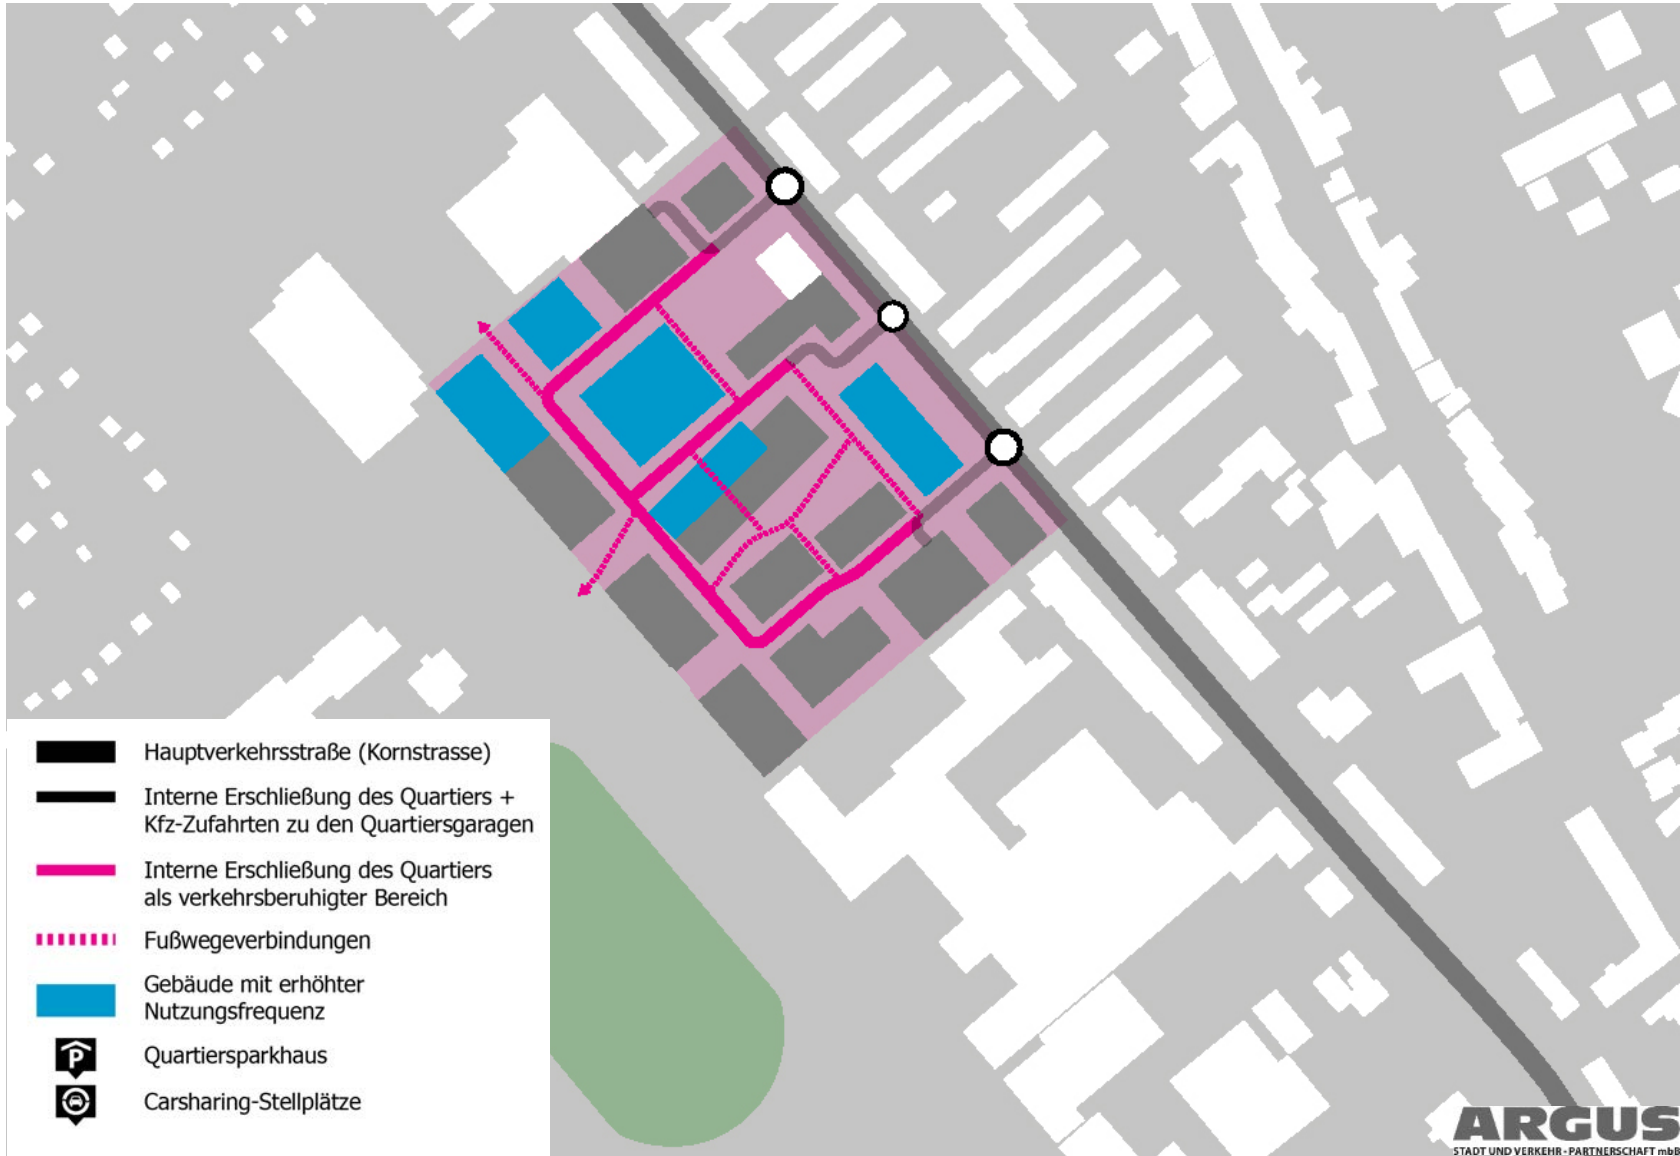 Hauptverkehrsstraße (Kornstrasse)
Interne Erschließung des Quartiers +
Kfz-Zufahrten zu den Quartiersgaragen
Interne Erschließung des Quartiers
als verkehrsberuhigter Bereich
Fußwegeverbindungen
Gebäude mit erhöhter
Nutzungsfrequenz
P
Quartiersparkhaus
Carsharing-Stellplätze
ARGUS
STADT UND VERKEHR - PARTNERSCHAFT mbB